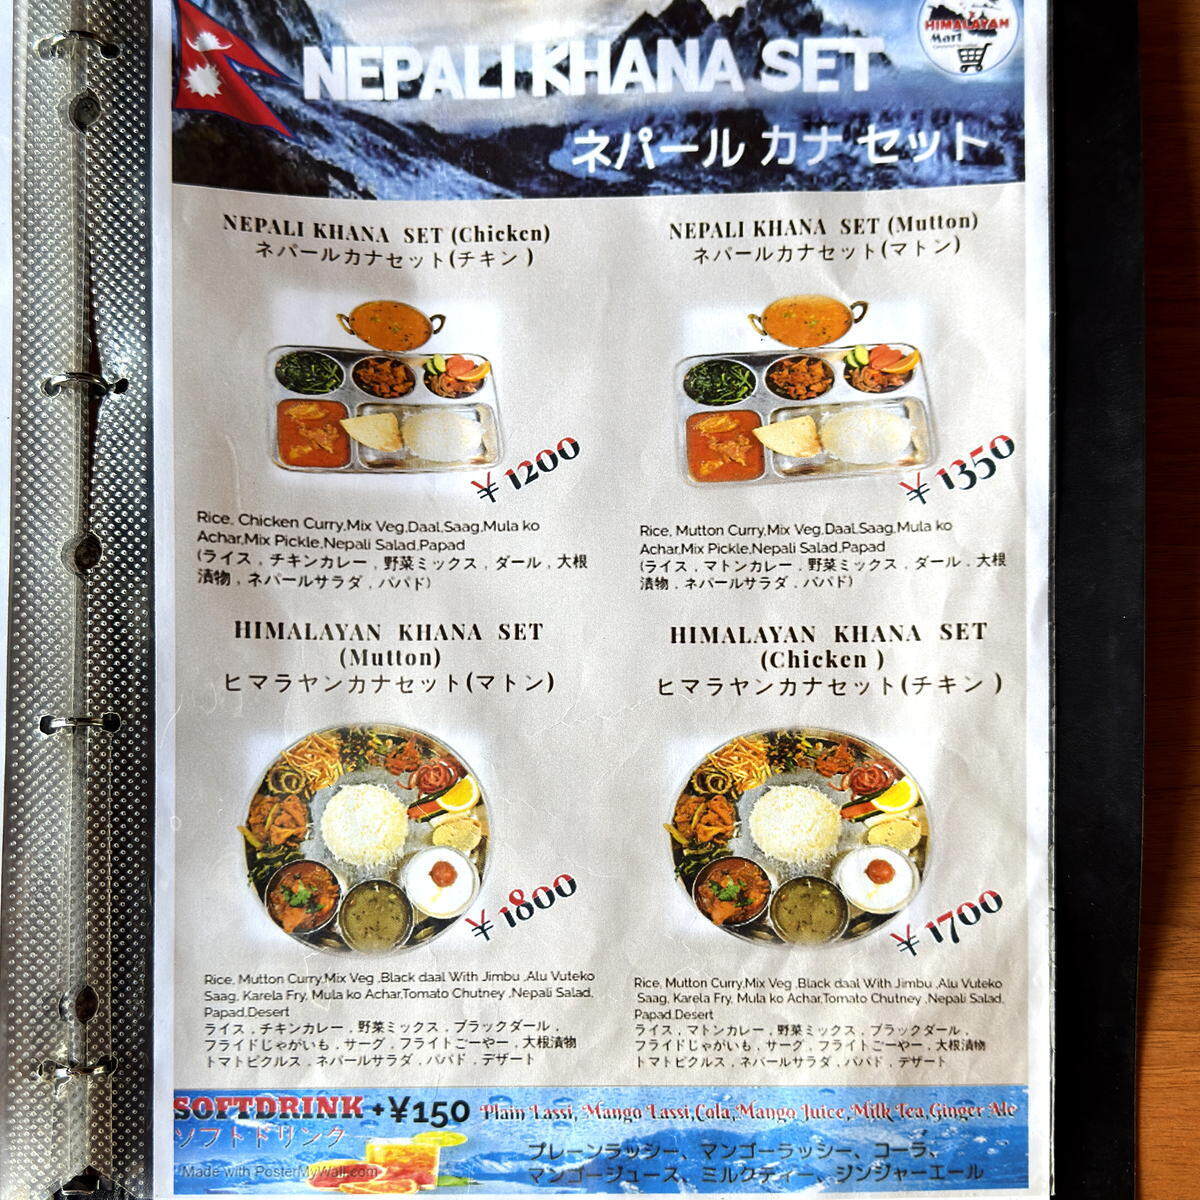 HIMALAYAN
Mart
NEPALI KHANA SET
ネパール カナ セット
NEPALI KHANA SET (Chicken)
ネパールカナセット(チキン )
NEPALI KHANA SET (Mutton)
ネパールカナセット(マトン)
¥ 1200
¥ 1350
Rice, Chicken Curry,Mix Veg,Daal,Saag,Mula ko
Achar,Mix Pickle,Nepali Salad,Papad
(ライス , チキンカレー , 野菜ミックス , ダール , 大根
漬物 , ネパールサラダ , パパド)
Rice, Mutton Curry,Mix Veg,Daal,Saag,Mula ko
Achar,Mix Pickle,Nepali Salad,Papad
(ライス , マトンカレー , 野菜ミックス , ダール , 大根
漬物 , ネパールサラダ , パパド)
HIMALAYAN KHANA SET
(Mutton)
ヒマラヤンカナセット(マトン)
HIMALAYAN KHANA SET
(Chicken )
ヒマラヤンカナセット(チキン )
¥ 1800
¥ 1700
Rice, Mutton Curry,Mix Veg ,Black daal With Jimbu ,Alu Vuteko
Saag, Karela Fry, Mula ko Achar,Tomato Chutney ,Nepali Salad,
Papad,Desert
ライス , チキンカレー , 野菜ミックス , ブラックダール ,
フライドじゃがいも , サーグ , フライトごーやー , 大根漬物
トマトピクルス , ネパールサラダ , パパド , デザート
Rice, Mutton Curry,Mix Veg ,Black daal With Jimbu ,Alu Vuteko
Saag, Karela Fry, Mula ko Achar,Tomato Chutney ,Nepali Salad,
Papad,Desert
ライス , マトンカレー , 野菜ミックス , ブラックダール ,
フライドじゃがいも , サーグ , フライトごーやー , 大根漬物
トマトピクルス , ネパールサラダ , パパド , デザート
SOFTDRINK +¥150 Plain Lassi, Mango Lassi,Cola,Mango Juice,Milk Tea,Ginger Ale
ソフトドリンク
プレーンラッシー、マンゴーラッシー、コーラ、
マンゴージュース、ミルクティー、ジンジャーエール
Made with PosterMyWall.com